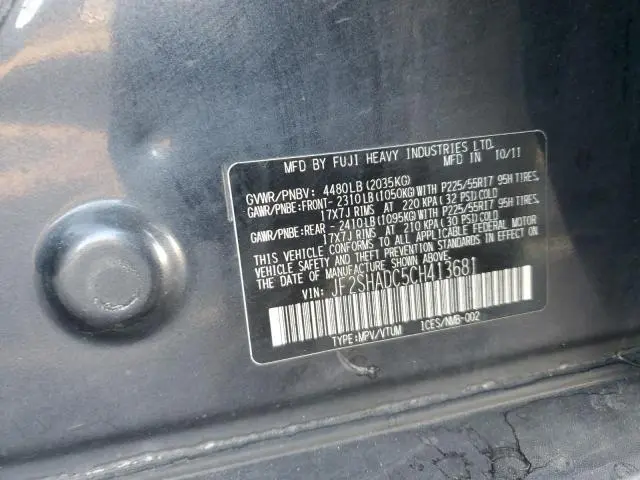 MFD BY FUJI HEAVY INDUSTRIES LTD.
MFD IN 10/11
GVWR/PNBV: 4480LB(2035KG)
GAWR/PNBE:FRONT- 2310LB(1050KG)WITH P225/55R17 95H TIRES
17X7J RIMS AT 220 KPA( 32 PSI)COLD
GAWR/PNBE:REAR - 2410LB(1095KG)WITH P225/55R17 95H TIRES
17X7J RIMS AT 210 KPA( 30 PSI)COLD
THIS VEHICLE CONFORMS TO ALL APPLICABLE FEDERAL MOTOR
VEHICLE SAFETY AND THEFT PREVENTION STANDARDS IN EFFECT ON
THE DATE OF MANUFACTURE SHOWN ABOVE.
VIN: JF2SHADC5CH413681
TYPE:MPV/VTUM ICES/NMB-002